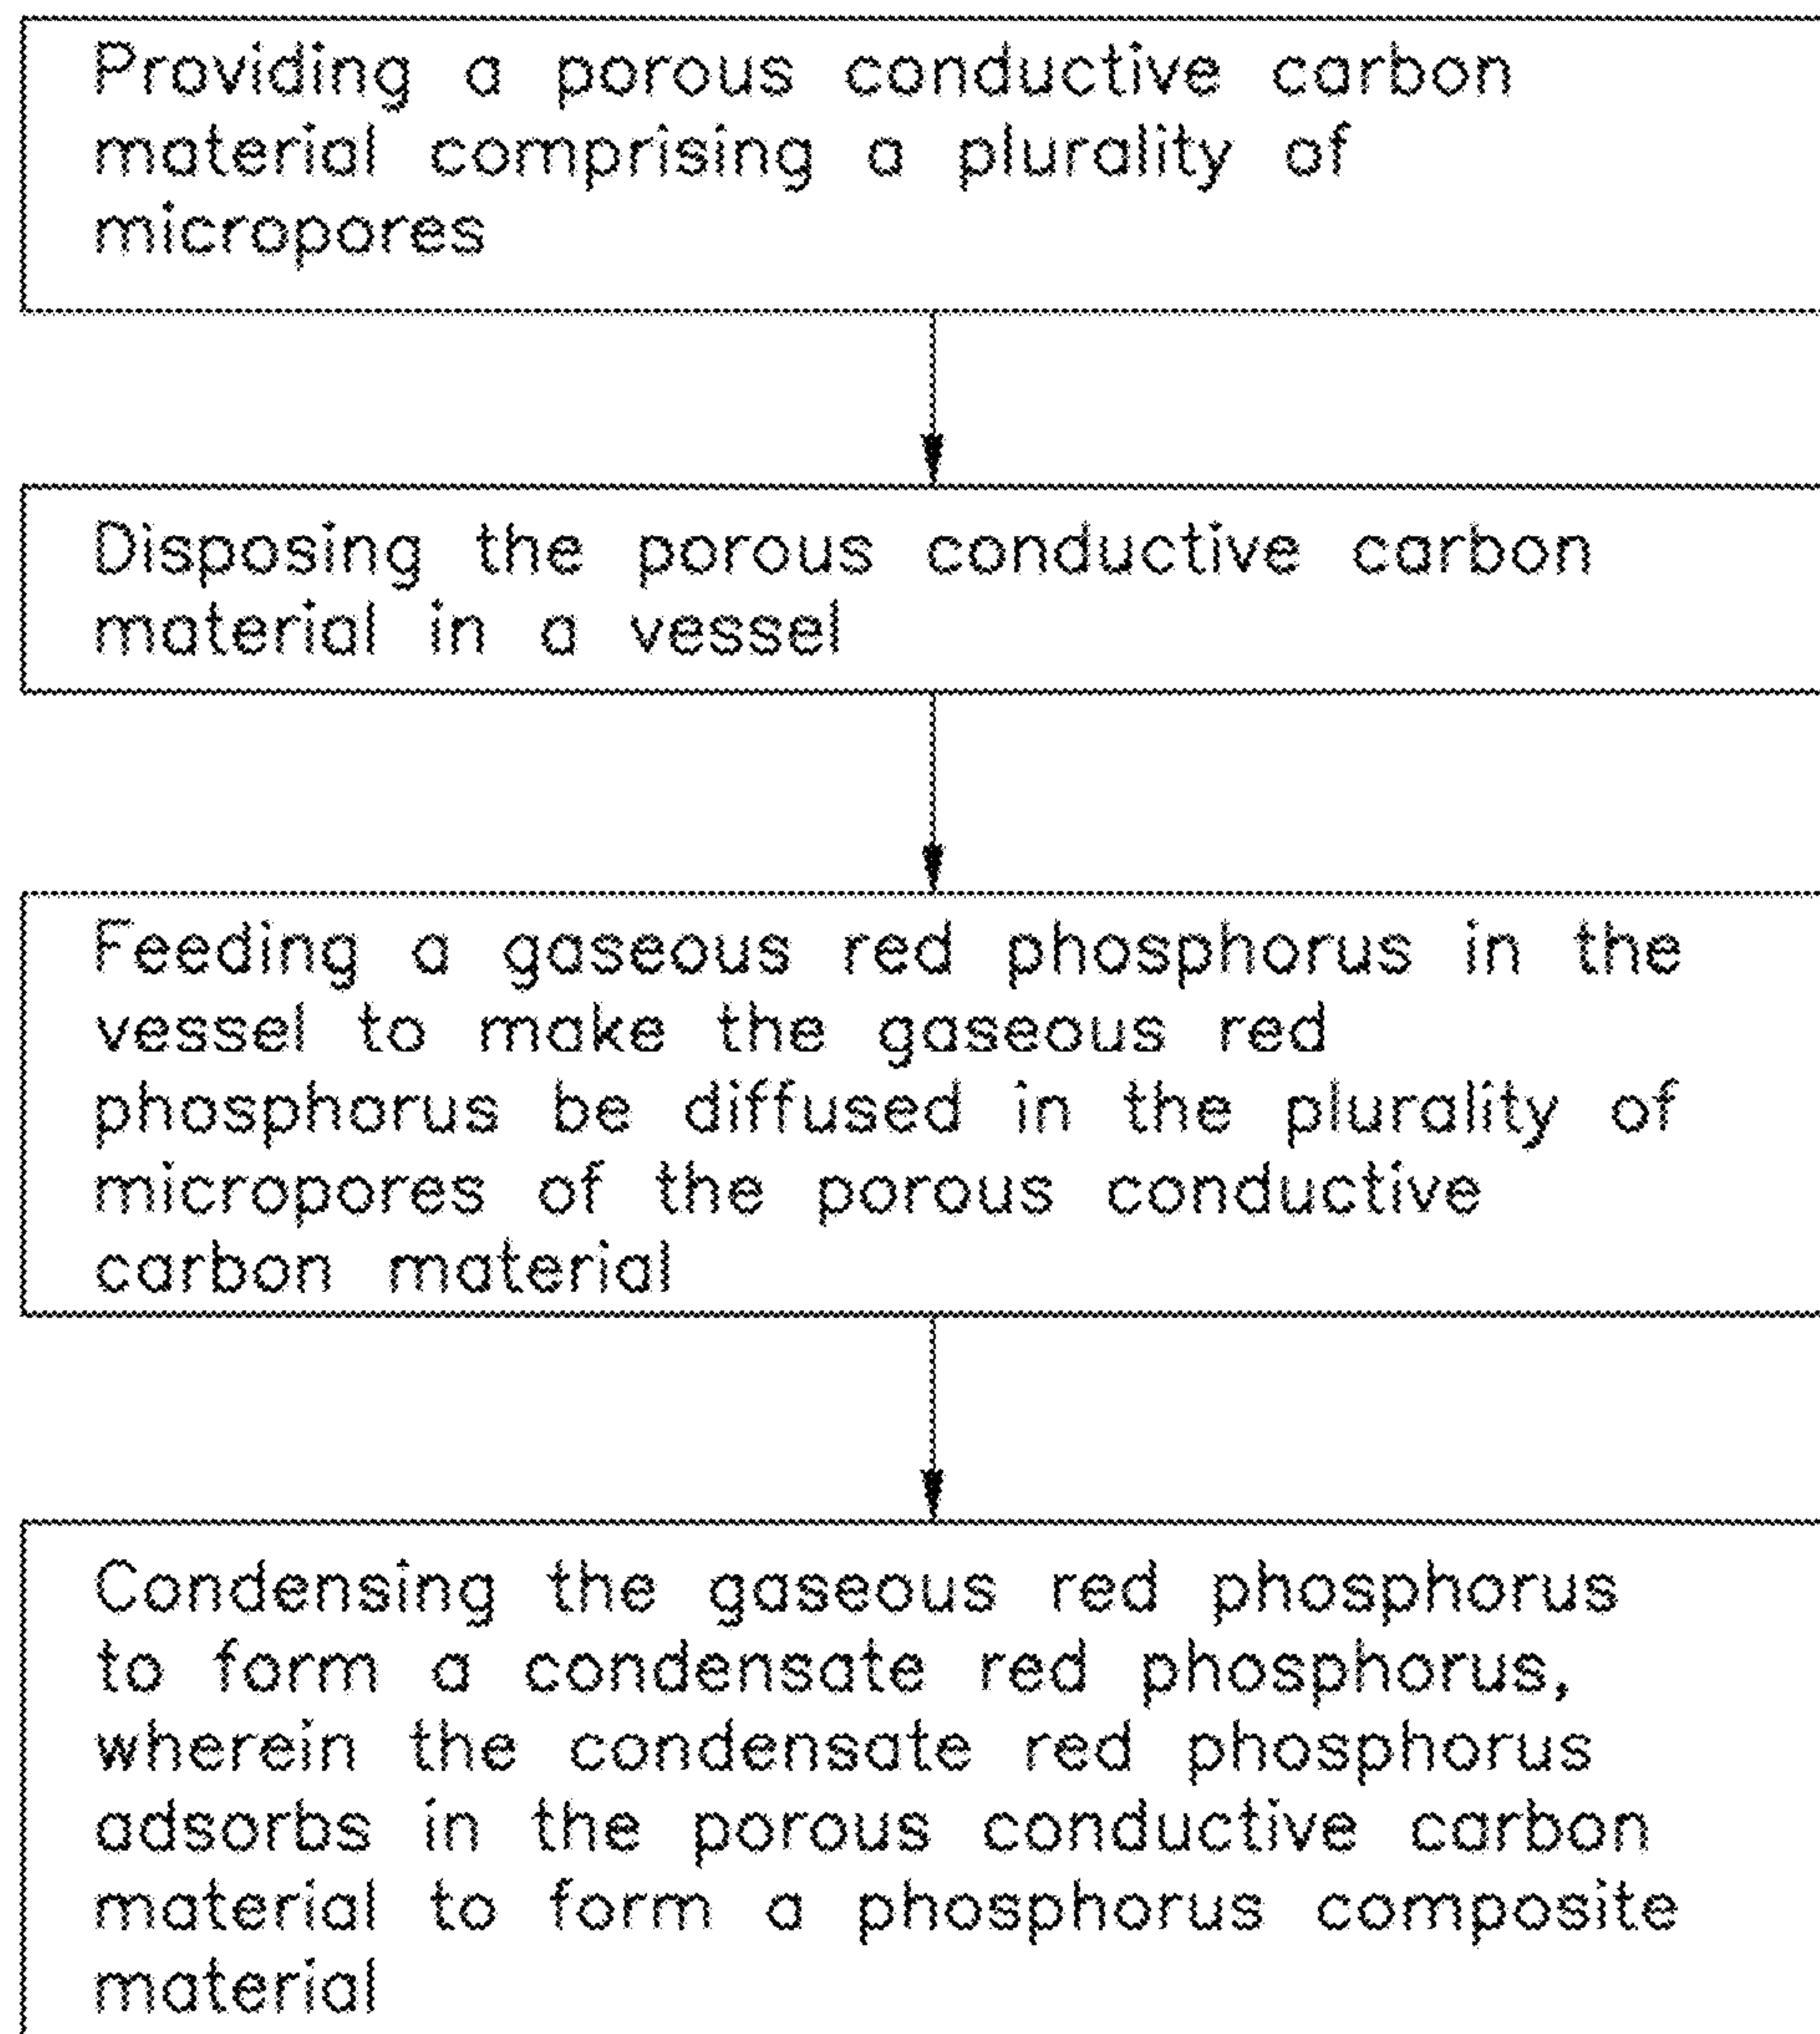 Providing a porous conductive carbon
material comprising a plurality of
micropores
Disposing the porous conductive carbon
material in a vessel
Feeding a gaseous red phosphorus in the
vessel to make the gaseous red
phosphorus be diffused in the plurality of
micropores of the porous conductive
carbon material
Condensing the gaseous red phosphorus
to form a condensate red phosphorus,
wherein the condensate red phosphorus
adsorbs in the porous conductive carbon
material to form a phosphorus composite
material